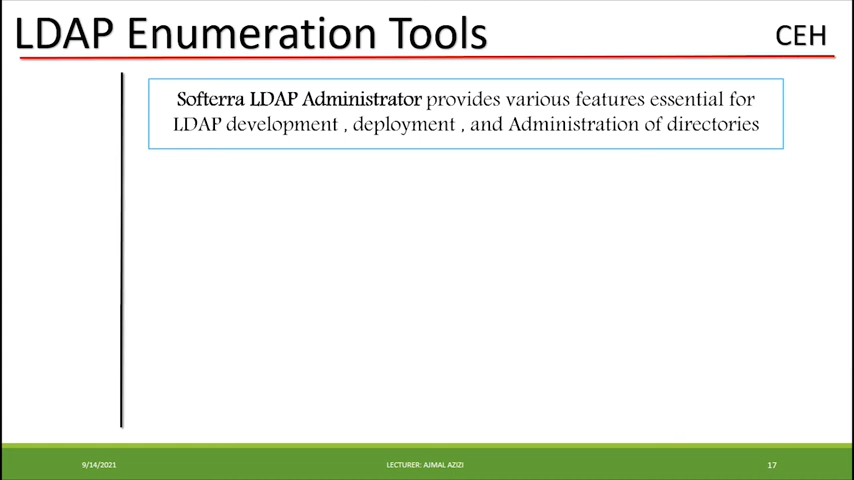 LDAP Enumeration Tools
CEH
Softerra LDAP Administrator provides various features essential for
LDAP development , deployment , and Administration of directories
9/14/2021
LECTURER: AJMAL AZIZI
17